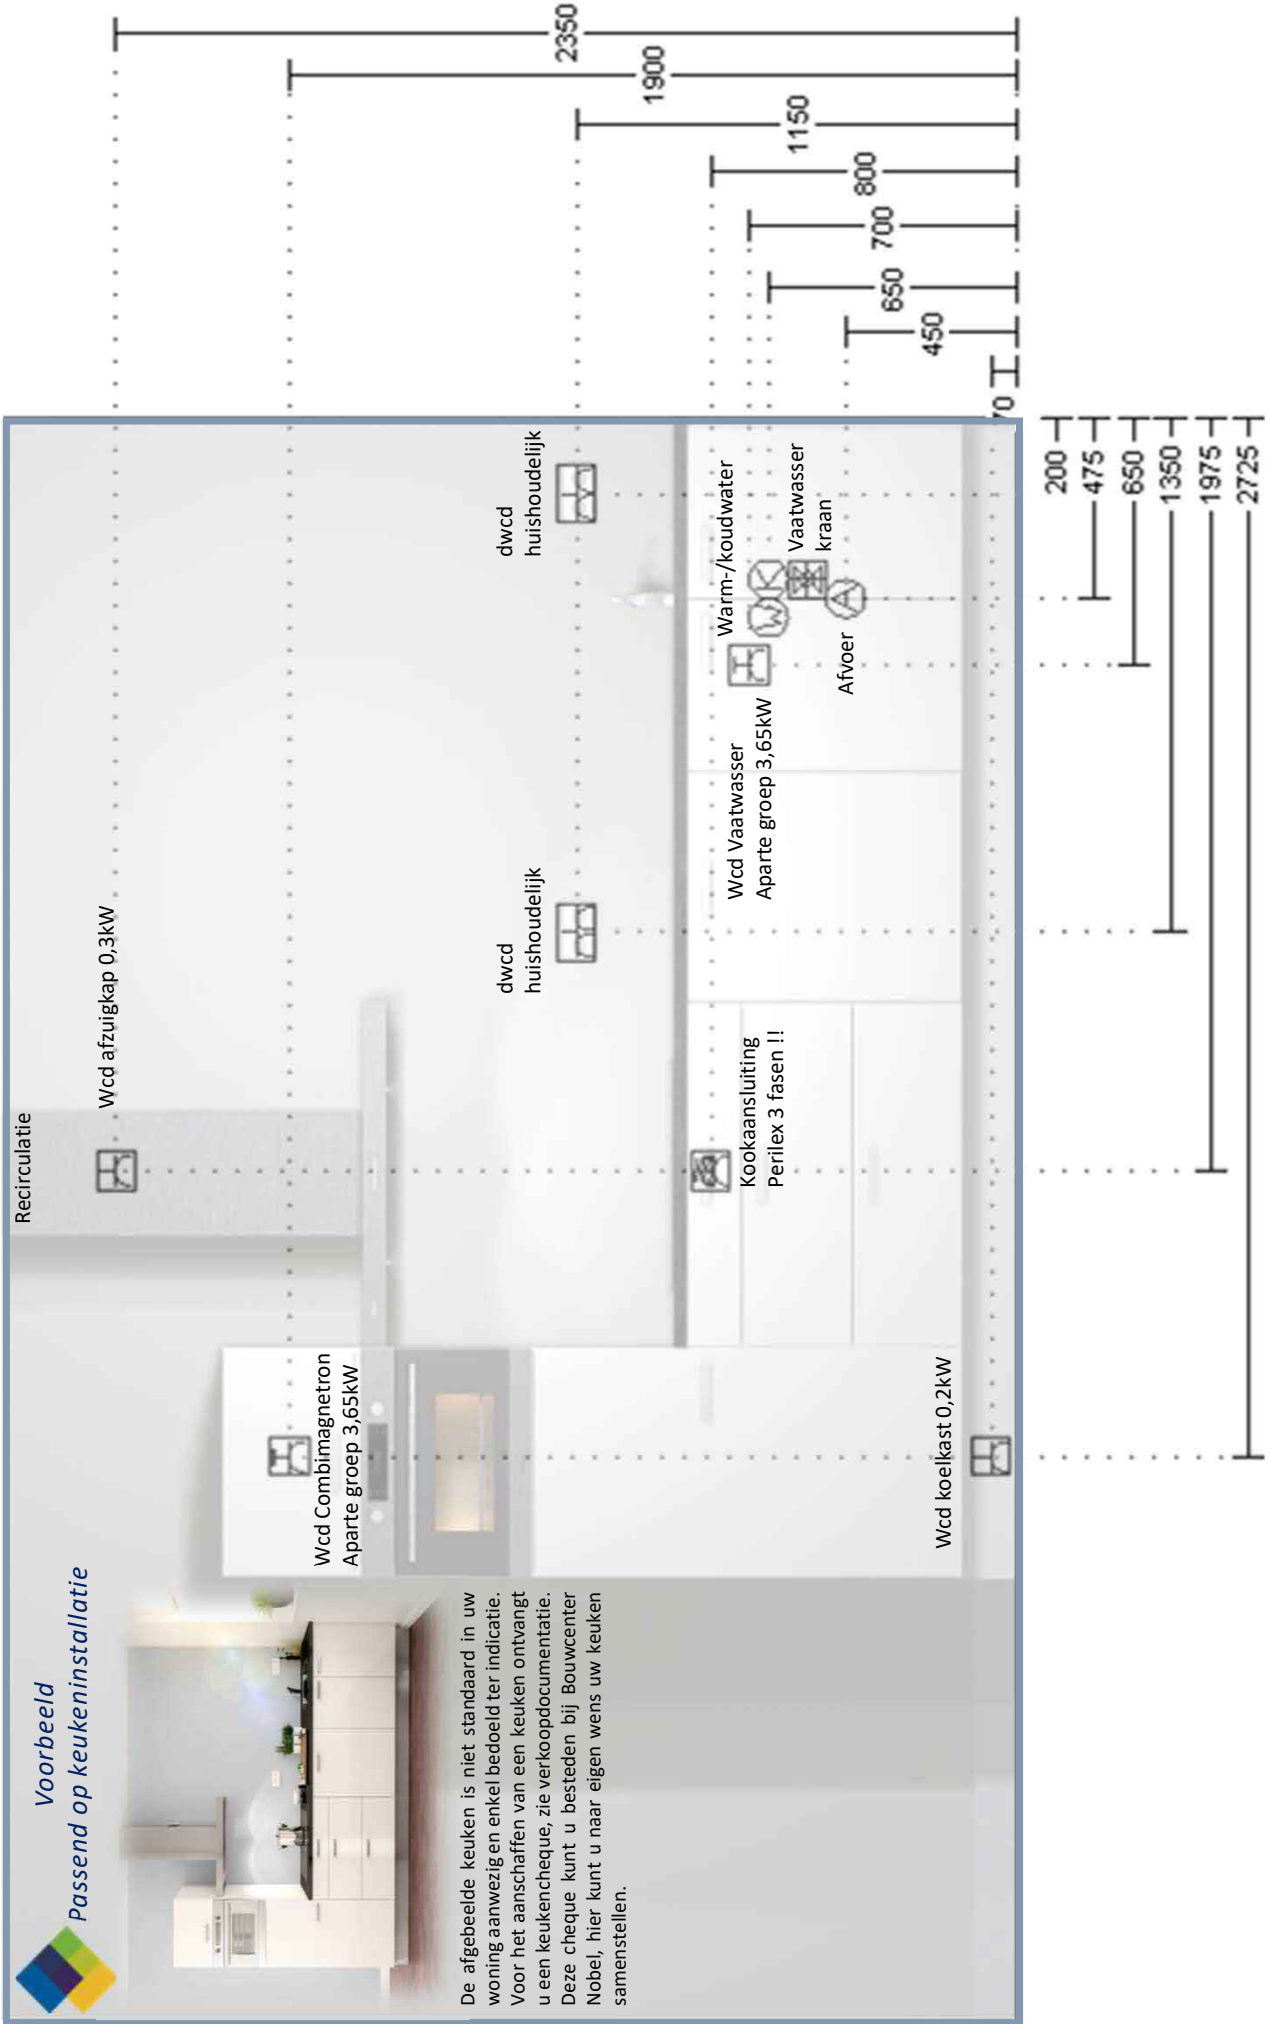 Voorbeeld
Passend op keukeninstallatie
De afgebeelde keuken is niet standaard in uw
woning aanwezig en enkel bedoeld ter indicatie.
Voor het aanschaffen van een keuken ontvangt
u een keukencheque, zie verkoopdocumentatie.
Deze cheque kunt u besteden bij Bouwcenter
Nobel, hier kunt u naar eigen wens uw keuken
samenstellen.
Recirculatie
Wcd afzuigkap 0,3kW
Wcd Combimagnetron
Aparte groep 3,65kW
dwcd
huishoudelijk
dwcd
huishoudelijk
Kookaansluiting
Perilex 3 fasen !!
Wcd Vaatwasser
Aparte groep 3,65kW
Warm-/koudwater
W
K
Vaatwasser
kraan
A
Afvoer
Wcd koelkast 0,2kW
2350
1900
1150
800
700
650
450
70
200
475
650
1350
1975
2725